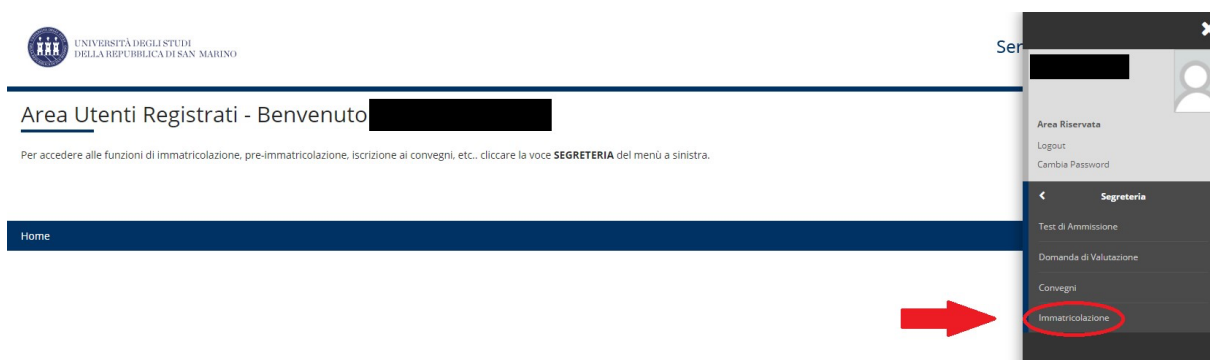 UNIVERSITÀ DEGLI STUDI
DELLA REPUBBLICA DI SAN MARINO
Ser
Area Utenti Registrati - Benvenuto
Per accedere alle funzioni di immatricolazione, pre-immatricolazione, iscrizione ai convegni, etc.. cliccare la voce SEGRETERIA del menù a sinistra.
Home
Area Riservata
Logout
Cambia Password
Segreteria
Test di Ammissione
Domanda di Valutazione
Convegni
Immatricolazione